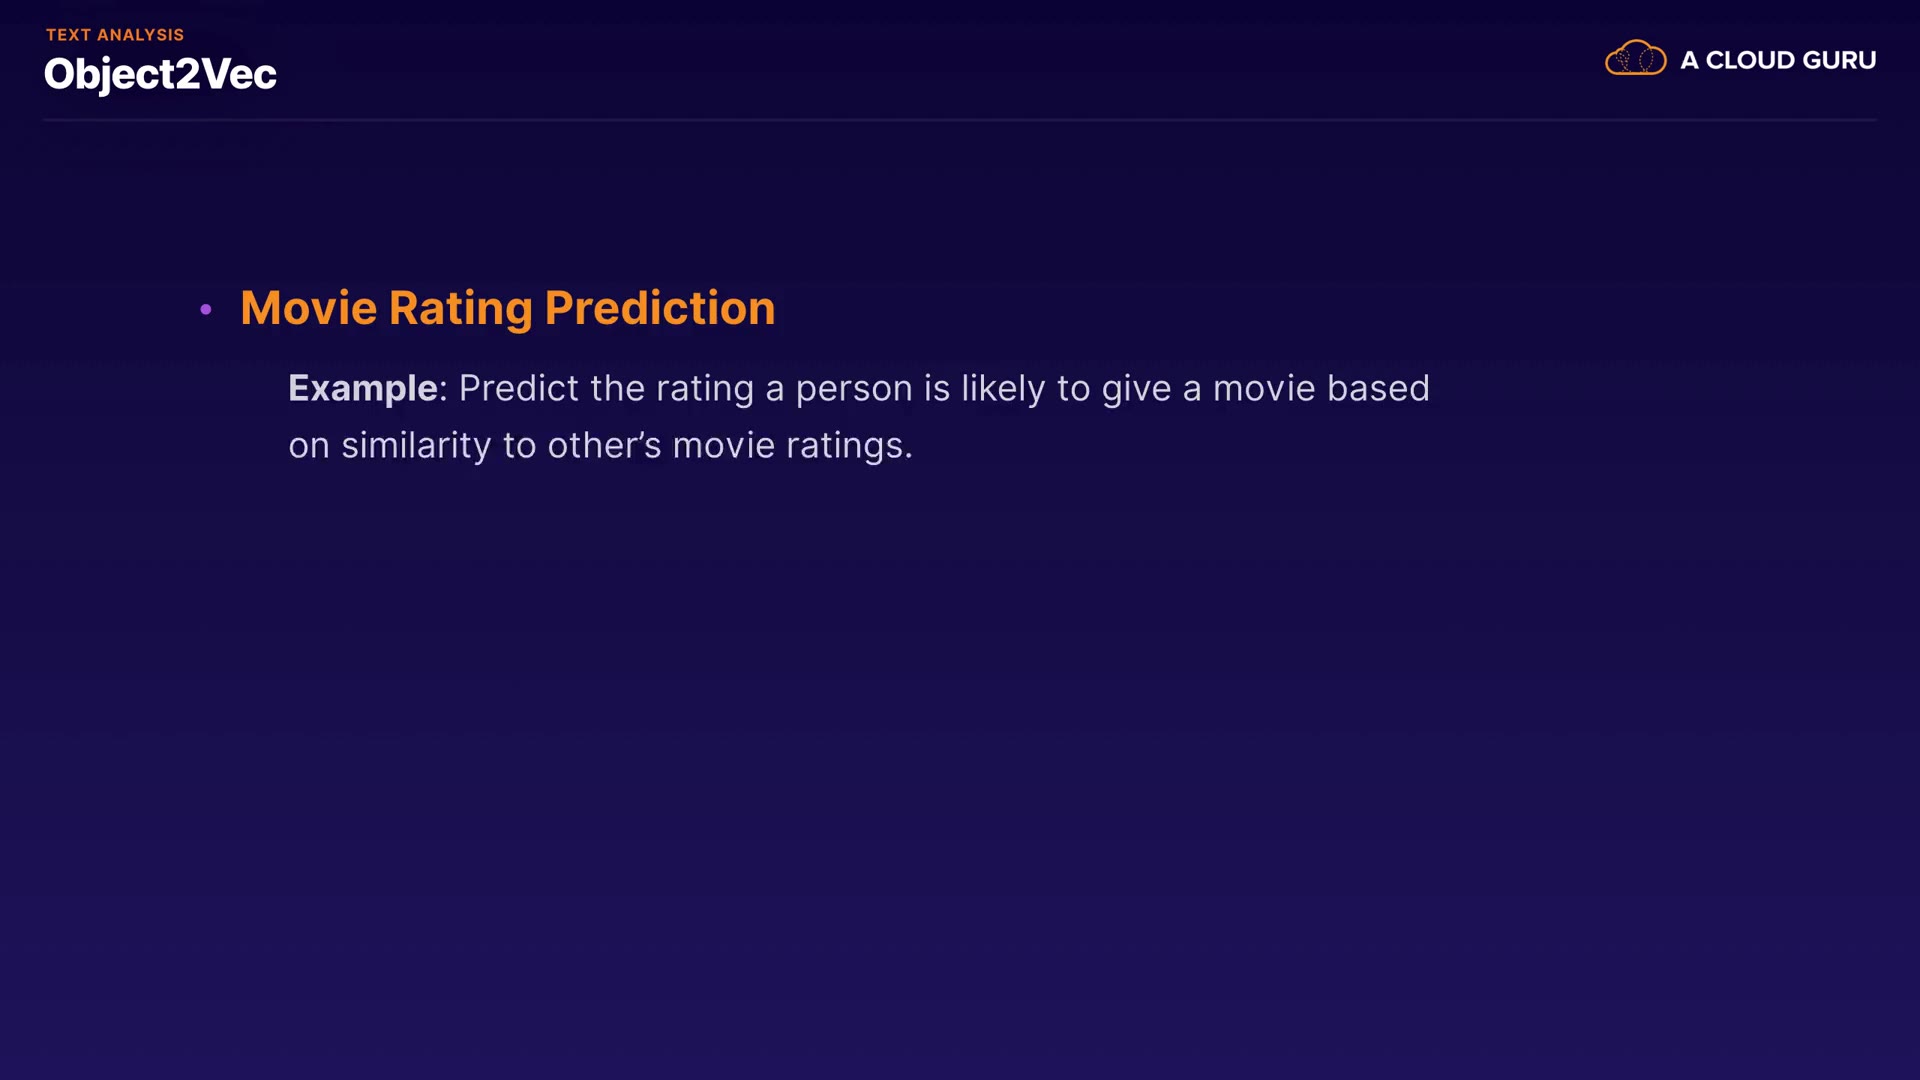 TEXT ANALYSIS
Object2Vec
A CLOUD GURU
• Movie Rating Prediction
Example: Predict the rating a person is likely to give a movie based
on similarity to other’s movie ratings.